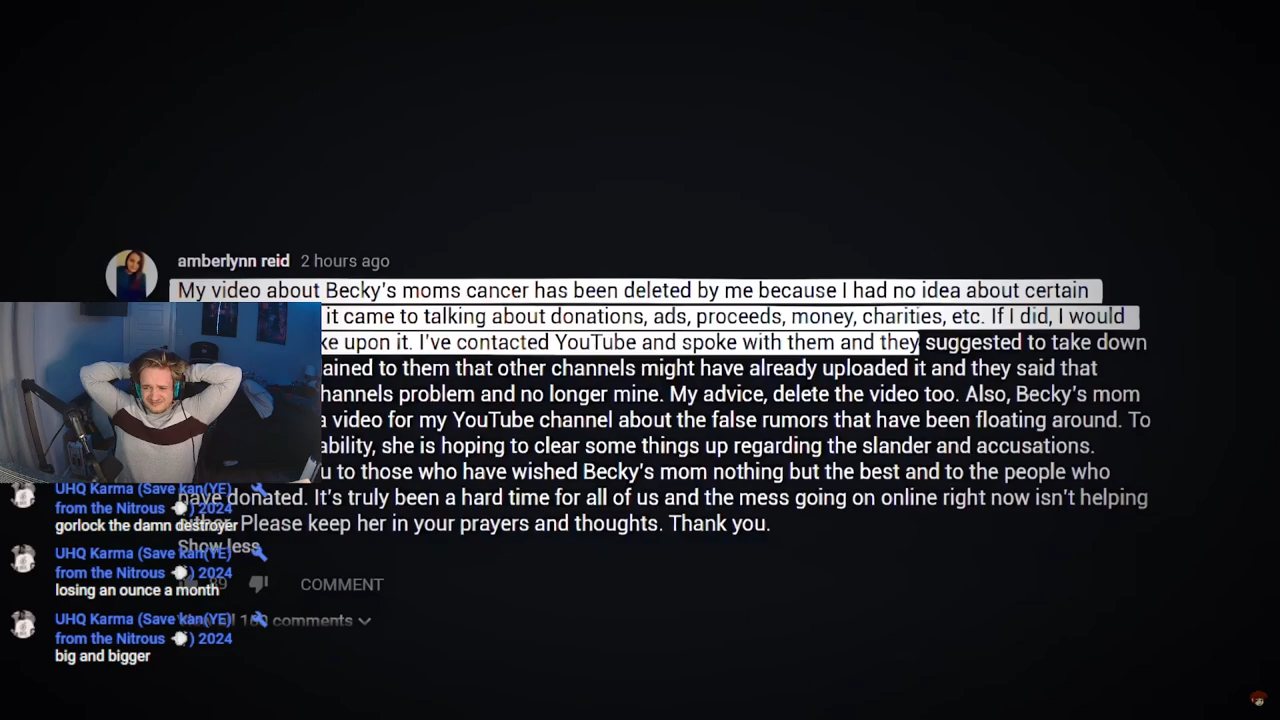 amberlynn reid 2 hours ago
My video about Becky's moms cancer has been deleted by me because I had no idea about certain
it came to talking about donations, ads, proceeds, money, charities, etc. If I did, I would
upon it. I've contacted YouTube and spoke with them and they suggested to take down
to them that other channels might have already uploaded it and they said that
problem and no longer mine. My advice, delete the video too. Also, Becky's mom
a video for my YouTube channel about the false rumors that have been floating around. To
she is hoping to clear some things up regarding the slander and accusations.
to those who have wished Becky's mom nothing but the best and to the people who
have donated. It's truly been a hard time for all of us and the mess going on online right now isn't helping
Please keep her in your prayers and thoughts. Thank you.
Show less
COMMENT
comments
UHQ Karma (Save kan(YE)
from the Nitrous ) 2024
gorlock the damn destroyer
UHQ Karma (Save kan(YE)
from the Nitrous ) 2024
losing an ounce a month
UHQ Karma (Save kan(YE)
from the Nitrous ) 2024
big and bigger